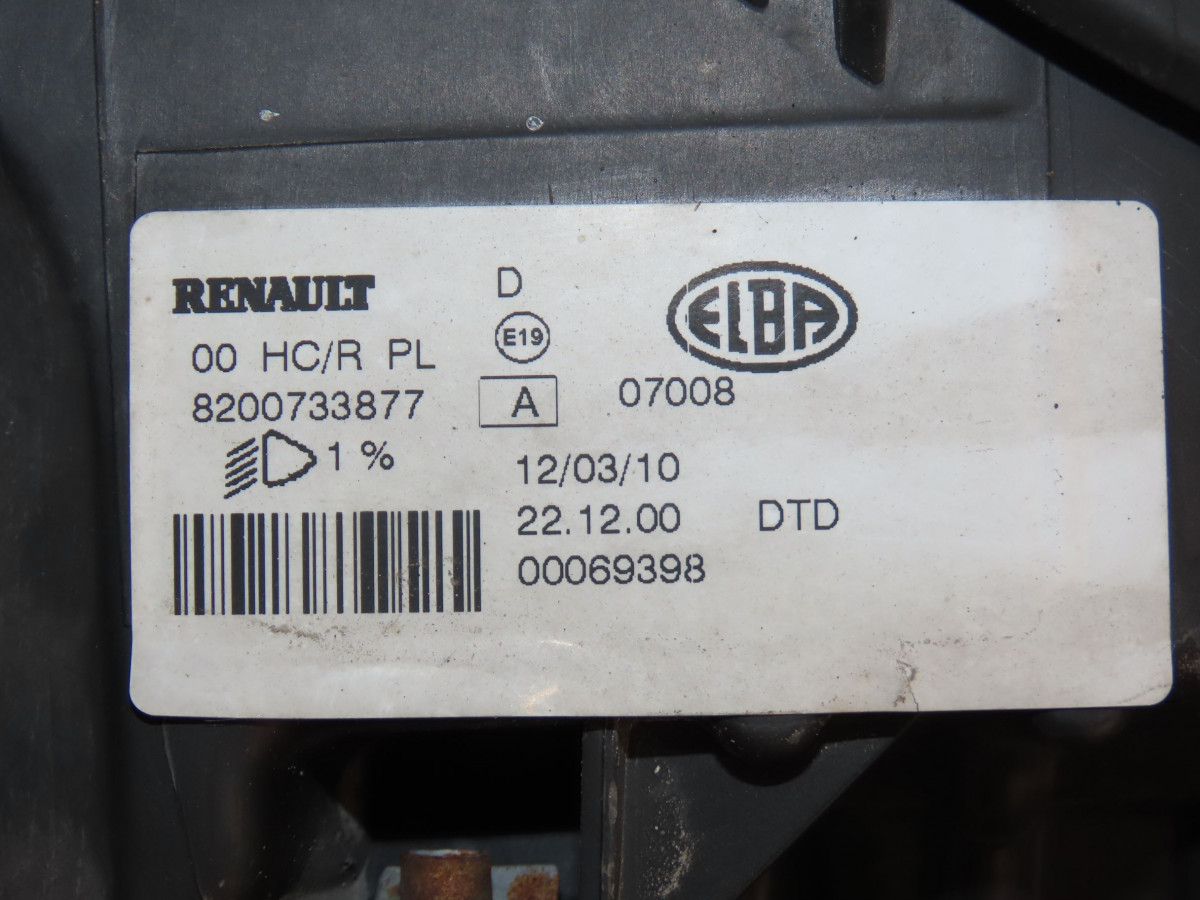 RENAULT
D
ELBA
00 HC/R PL
E19
8200733877
A
07008
1 %
12/03/10
22.12.00
DTD
00069398